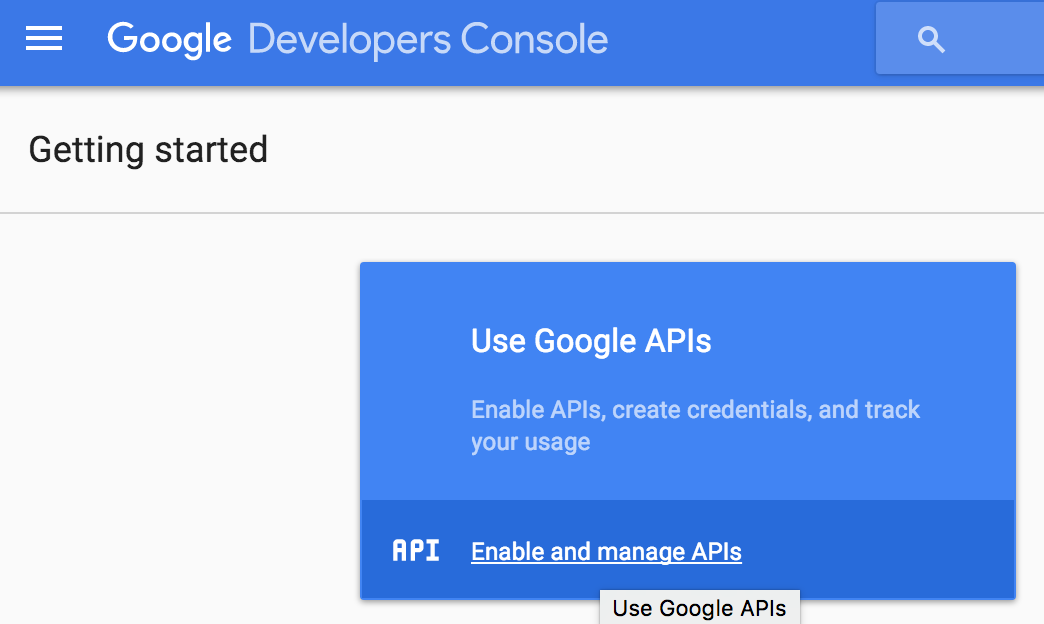 Google Developers Console
Getting started
Use Google APIs
Enable APIs, create credentials, and track
your usage
API Enable and manage APIs
Use Google APIs